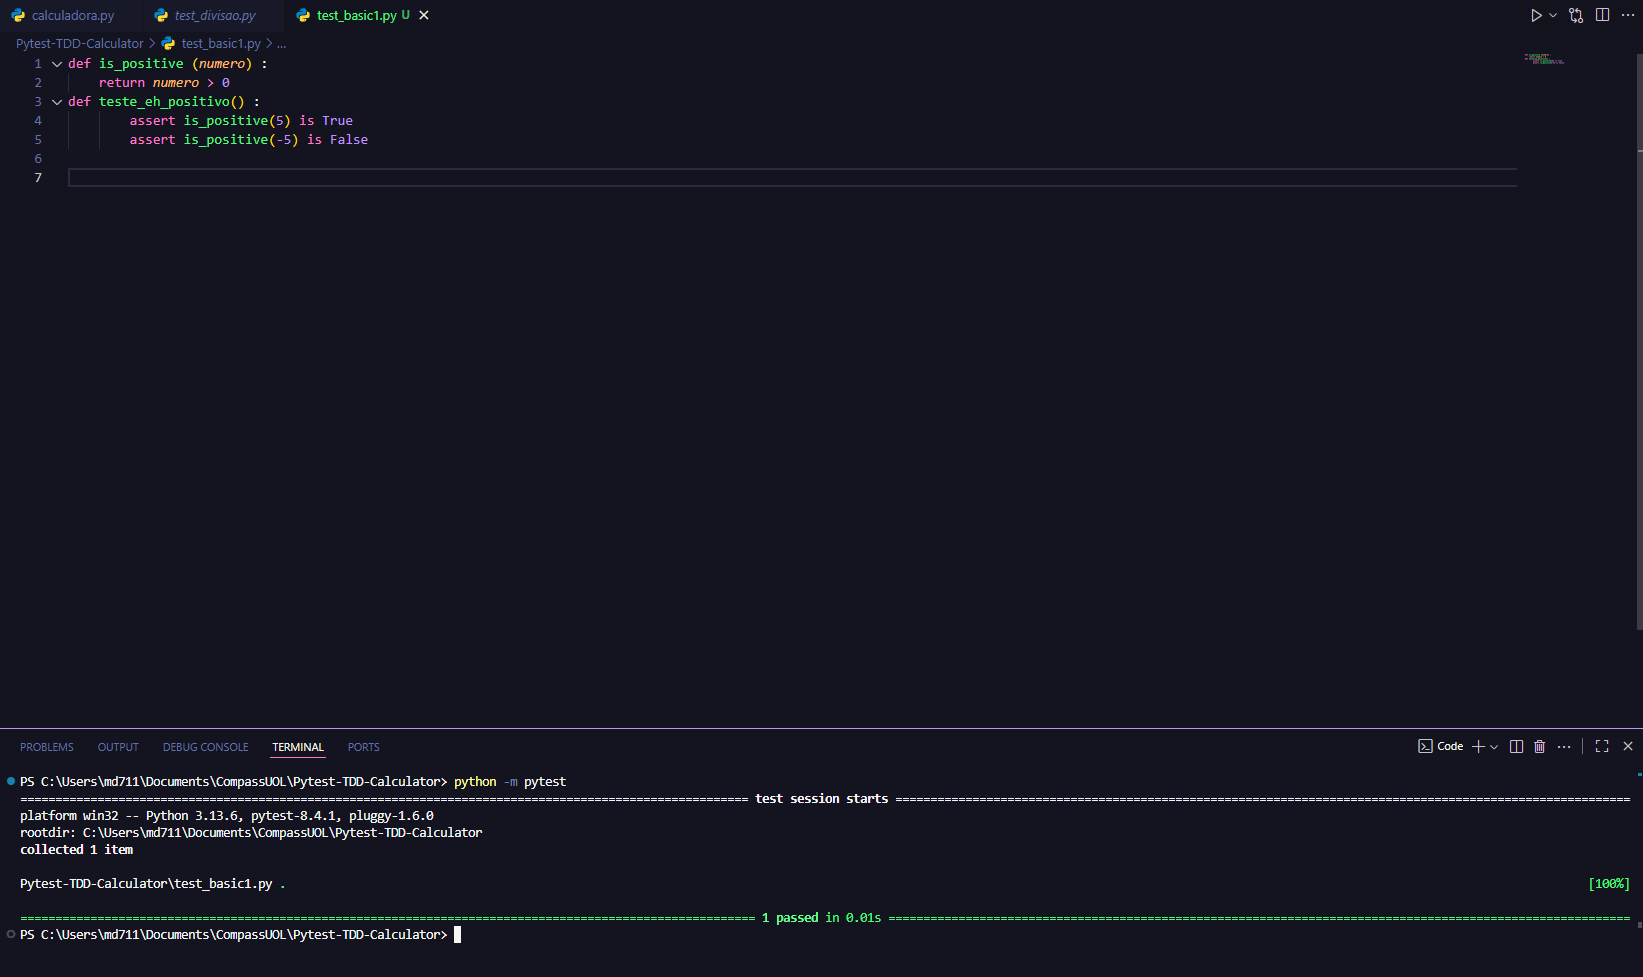 calculadora.py test_divisao.py test_basic1.py U
Pytest-TDD-Calculator > test_basic1.py > ...
1 def is_positive (numero) :
2 return numero > 0
3 def teste_eh_positivo() :
4 assert is_positive(5) is True
5 assert is_positive(-5) is False
6
7
PROBLEMS OUTPUT DEBUG CONSOLE TERMINAL PORTS Code
PS C:\Users\md711\Documents\CompassUOL\Pytest-TDD-Calculator> python -m pytest
======== test session starts ========
platform win32 -- Python 3.13.6, pytest-8.4.1, pluggy-1.6.0
rootdir: C:\Users\md711\Documents\CompassUOL\Pytest-TDD-Calculator
collected 1 item
Pytest-TDD-Calculator\test_basic1.py . [100%]
======== 1 passed in 0.01s ========
PS C:\Users\md711\Documents\CompassUOL\Pytest-TDD-Calculator>